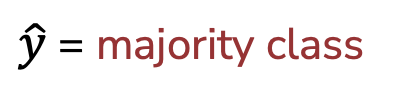 ŷ = majority class